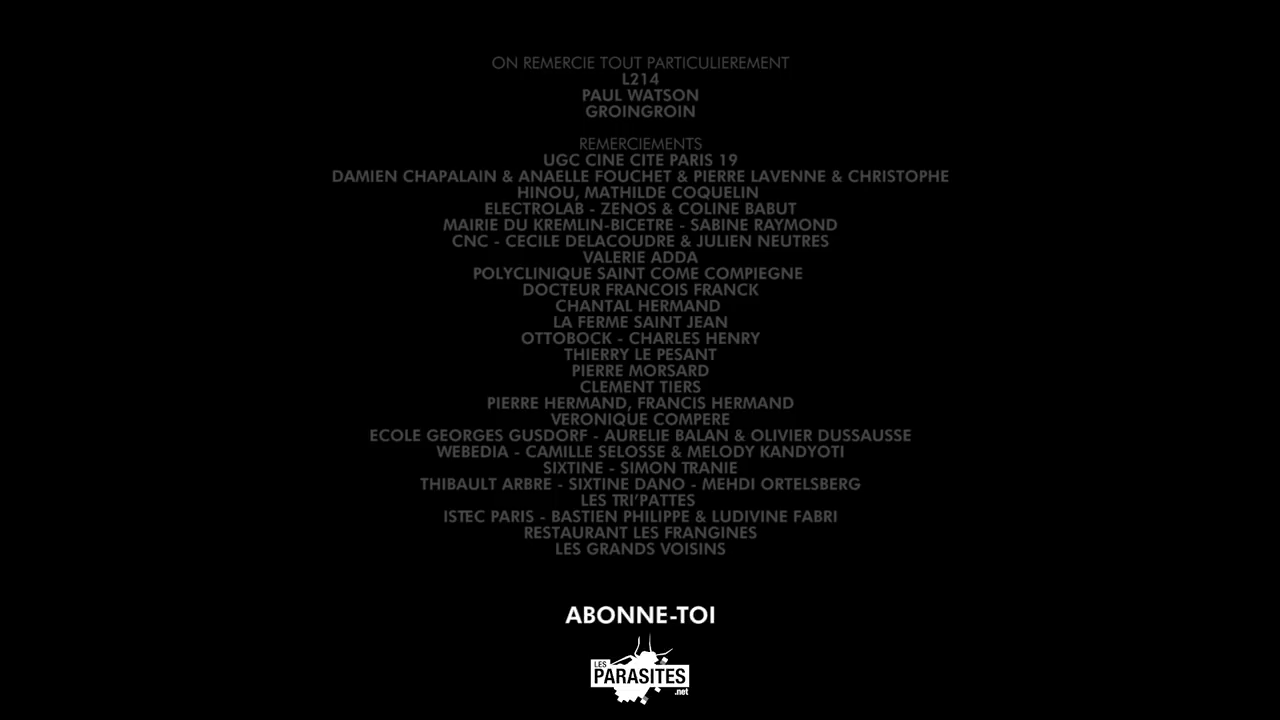 ON REMERCIE TOUT PARTICULIEREMENT
L214
PAUL WATSON
GROINGROIN
REMERCIEMENTS
UGC CINE CITE PARIS 19
DAMIEN CHAPALAIN & ANAELLE FOUCHET & PIERRE LAVENNE & CHRISTOPHE
HINOU, MATHILDE COQUELIN
ELECTROLAB - ZENOS & COLINE BABUT
MAIRIE DU KREMLIN-BICETRE - SABINE RAYMOND
CNC - CECILE DELACOUDRE & JULIEN NEUTRES
VALERIE ADDA
POLYCLINIQUE SAINT COME COMPIEGNE
DOCTEUR FRANCOIS FRANCK
CHANTAL HERMAND
LA FERME SAINT JEAN
OTTOBOCK - CHARLES HENRY
THIERRY LE PESANT
PIERRE MORSARD
CLEMENT TIERS
PIERRE HERMAND, FRANCIS HERMAND
VERONIQUE COMPERE
ECOLE GEORGES GUSDORF - AURELIE BALAN & OLIVIER DUSSAUSSE
WEBEDIA - CAMILLE SELOSSE & MELODY KANDYOTI
SIXTINE - SIMON TRANIE
THIBAULT ARBRE - SIXTINE DANO - MEHDI ORTELSBERG
LES TRI'PATTES
ISTEC PARIS - BASTIEN PHILIPPE & LUDIVINE FABRI
RESTAURANT LES FRANGINES
LES GRANDS VOISINS
ABONNE-TOI
LES
PARASITES
.net